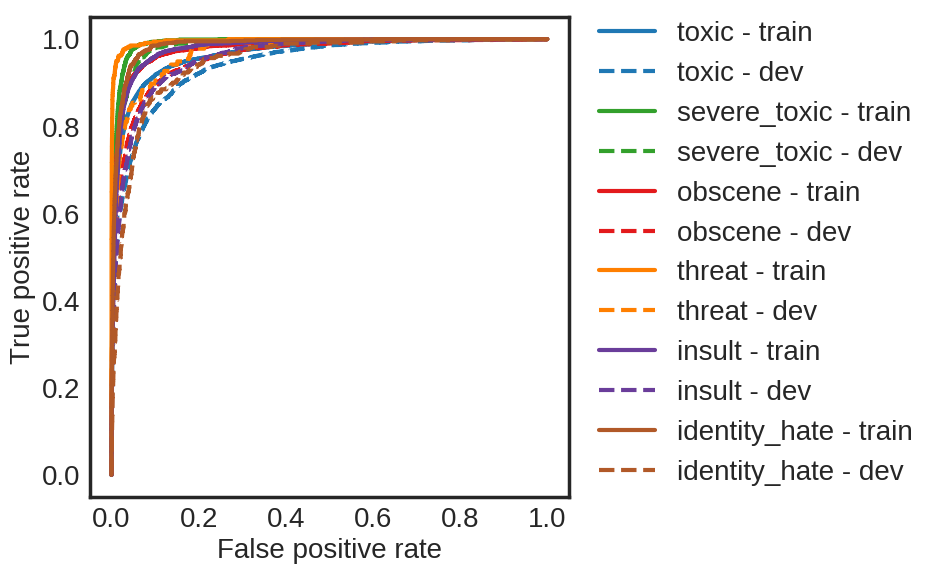 1.0
0.8
0.6
0.4
0.2
0.0
True positive rate
0.0 0.2 0.4 0.6 0.8 1.0
False positive rate
toxic - train
toxic - dev
severe_toxic - train
severe_toxic - dev
obscene - train
obscene - dev
threat - train
threat - dev
insult - train
insult - dev
identity_hate - train
identity_hate - dev